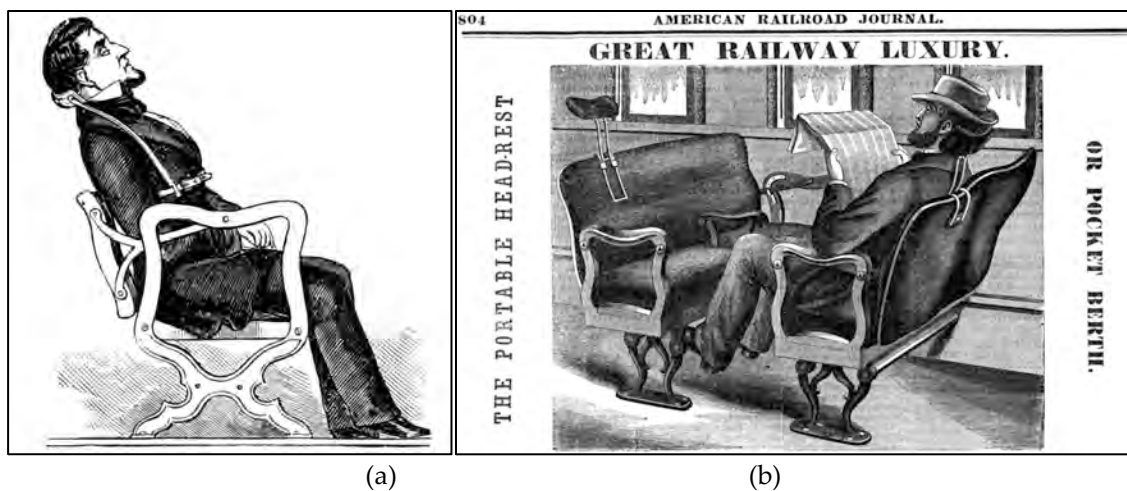 804 AMERICAN RAILROAD JOURNAL.
GREAT RAILWAY LUXURY.
THE PORTABLE HEAD-REST
OR POCKET BERTH.
(a) (b)